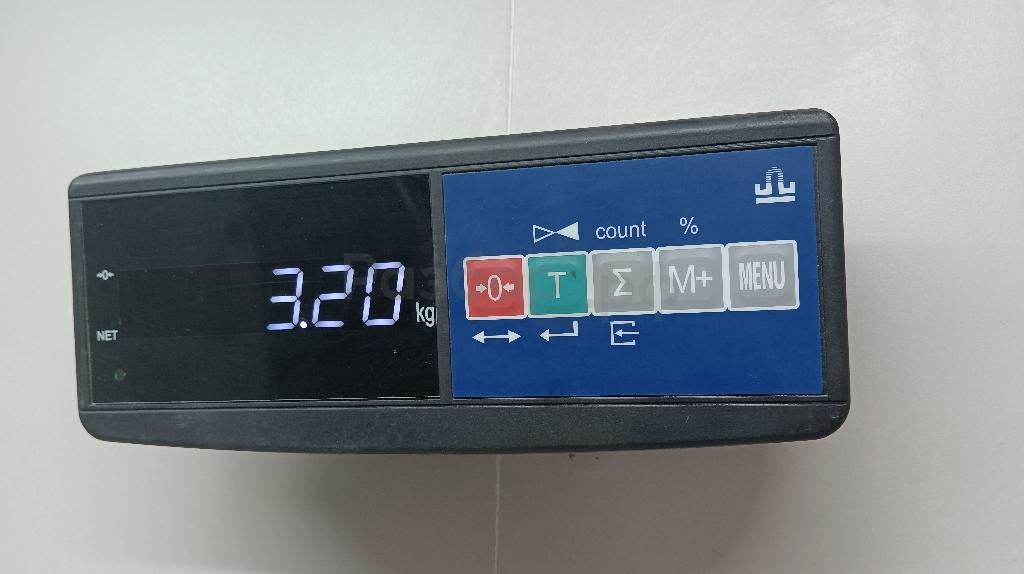 →0←
NET
3.20 kg
count %
→0← T Σ M+ MENU